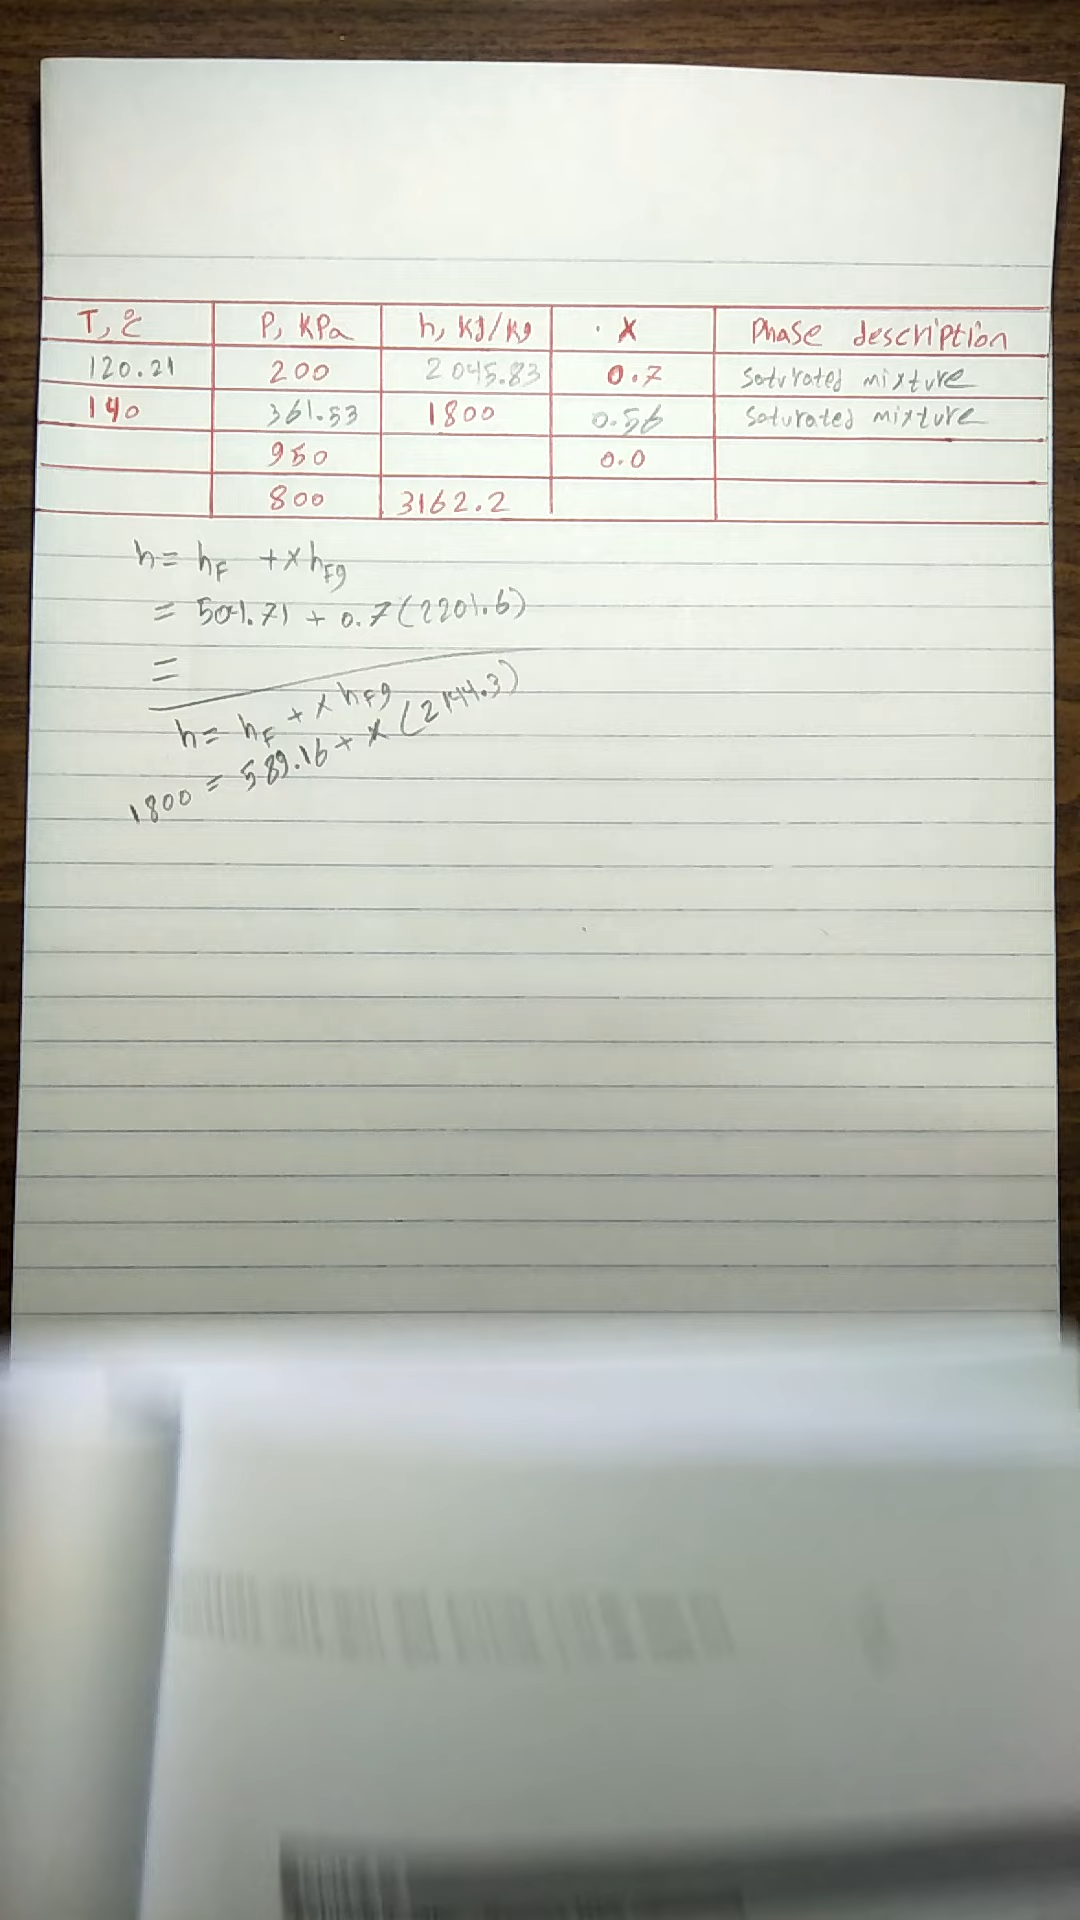 T, °C P, KPa h, KJ/Kg x Phase description
120.21 200 2045.83 0.7 saturated mixture
140 361.53 1800 0.56 saturated mixture
950 0.0
800 3162.2
h = hF + x hFg
= 501.71 + 0.7 (2201.6)
=
h = hF + x hFg
1800 = 589.16 + x (2144.3)